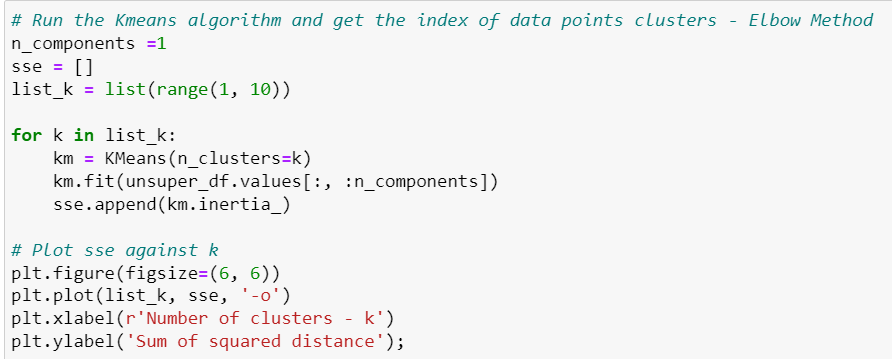 # Run the Kmeans algorithm and get the index of data points clusters - Elbow Method
n_components =1
sse = []
list_k = list(range(1, 10))
for k in list_k:
    km = KMeans(n_clusters=k)
    km.fit(unsuper_df.values[:, :n_components])
    sse.append(km.inertia_)
# Plot sse against k
plt.figure(figsize=(6, 6))
plt.plot(list_k, sse, '-o')
plt.xlabel(r'Number of clusters - k')
plt.ylabel('Sum of squared distance');